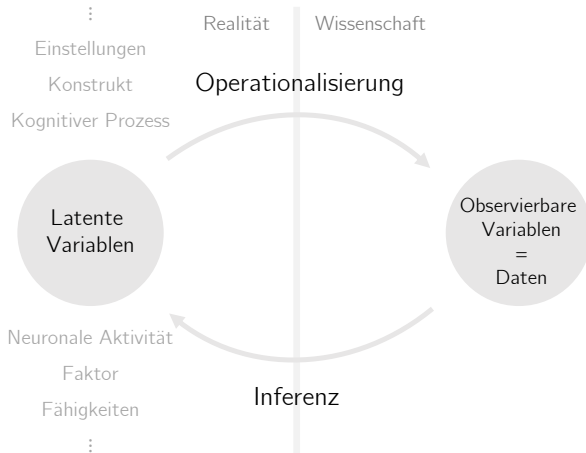 ⋮
Einstellungen
Konstrukt
Kognitiver Prozess
Realität
Wissenschaft
Operationalisierung
Latente
Variablen
Observierbare
Variablen
=
Daten
Neuronale Aktivität
Faktor
Fähigkeiten
⋮
Inferenz